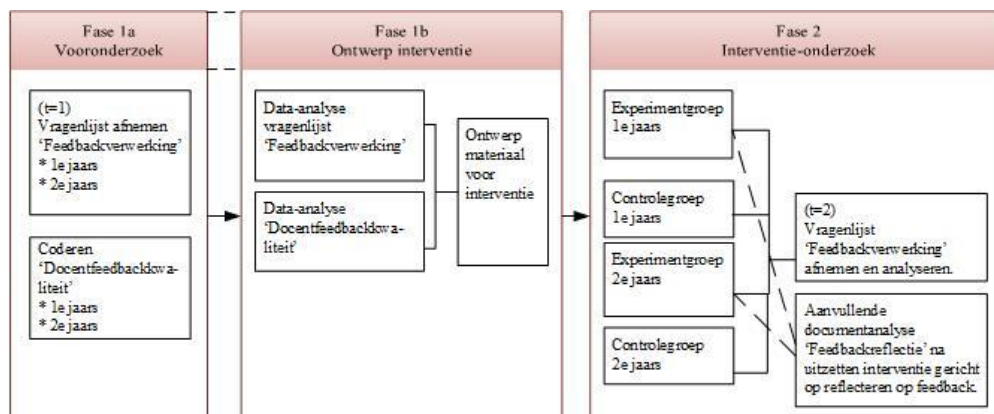 Fase 1a
Vooronderzoek
(t=1)
Vragenlijst afnemen
‘Feedbackverwerking’
* 1e jaars
* 2e jaars
Coderen
‘Docentfeedbackkwa-
liteit’
* 1e jaars
* 2e jaars
Fase 1b
Ontwerp interventie
Data-analyse
vragenlijst
‘Feedbackverwerking’
Data-analyse
‘Docentfeedbackkwa-
liteit’
Ontwerp
materiaal
voor
interventie
Fase 2
Interventie-onderzoek
Experimentgroep
1e jaars
Controlegroep
1e jaars
Experimentgroep
2e jaars
Controlegroep
2e jaars
(t=2)
Vragenlijst
‘Feedbackverwerking’
afnemen en analyseren.
Aanvullende
documentanalyse
‘Feedbackreflectie’ na
uitzetten interventie gericht
op reflecteren op feedback.